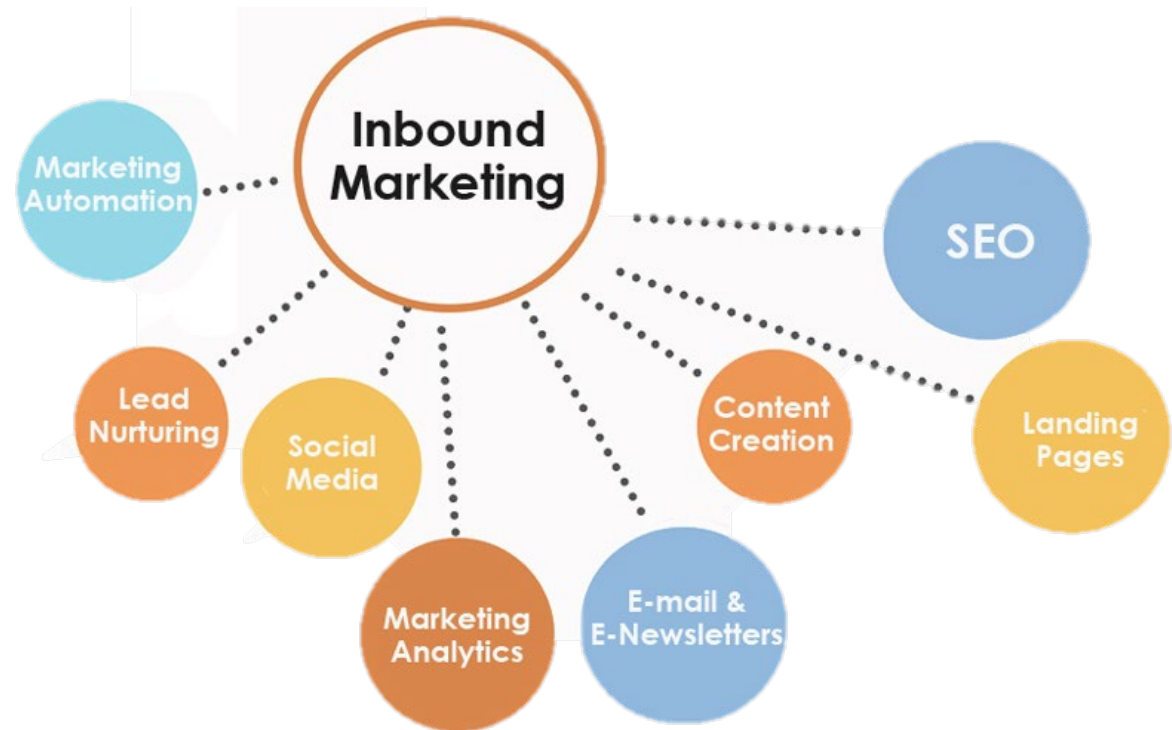 Inbound
Marketing
Marketing
Automation
SEO
Lead
Nurturing
Social
Media
Content
Creation
Landing
Pages
Marketing
Analytics
E-mail &
E-Newsletters